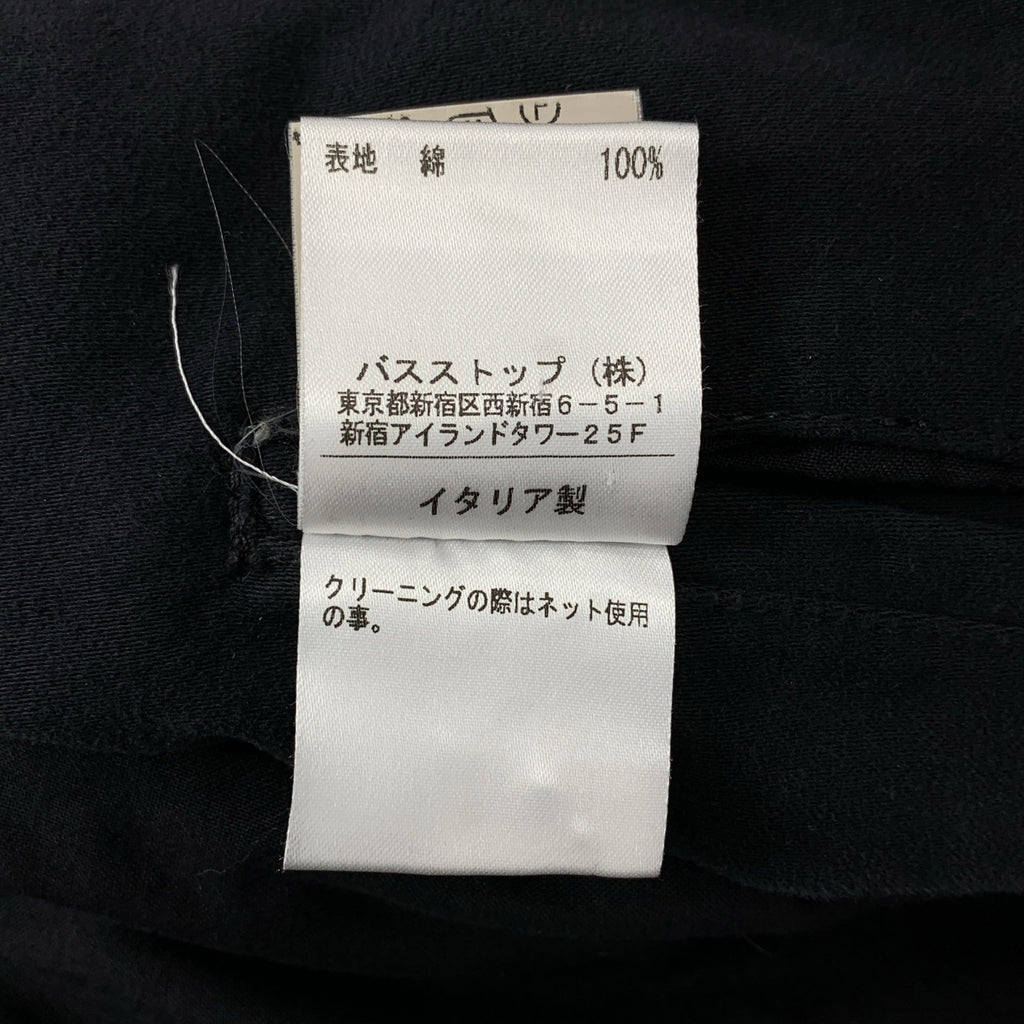 表地 綿 100%
バスストップ(株)
東京都新宿区西新宿6-5-1
新宿アイランドタワー25F
イタリア製
クリーニングの際はネット使用
の事。